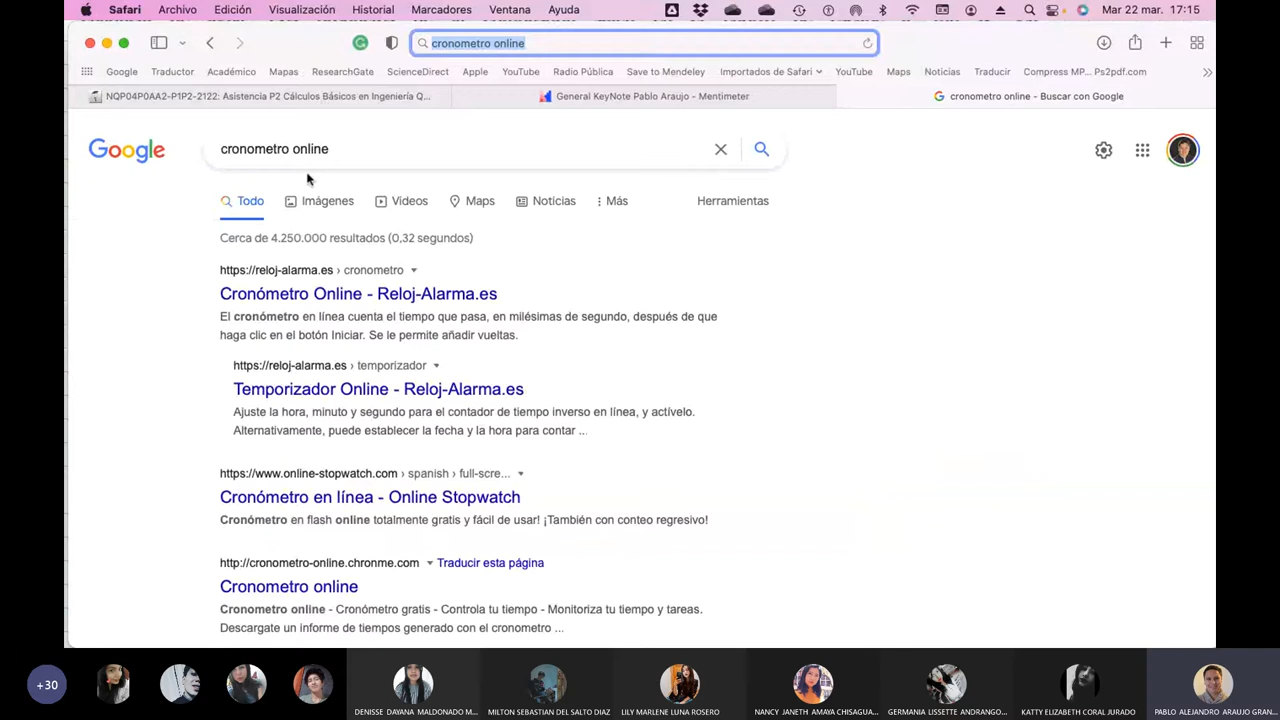 Safari Archivo Edición Visualización Historial Marcadores Ventana Ayuda Mar 22 mar. 17:15
cronometro online
Google Traductor Académico Mapas ResearchGate ScienceDirect Apple YouTube Radio Pública Save to Mendeley Importados de Safari YouTube Maps Noticias Traducir Compress MP... Ps2pdf.com
NQP04P0AA2-P1P2-2122: Asistencia P2 Cálculos Básicos en Ingeniería Q... General KeyNote Pablo Araujo - Mentimeter cronometro online - Buscar con Google
Google cronometro online
Todo Imágenes Vídeos Maps Noticias Más Herramientas
Cerca de 4.250.000 resultados (0,32 segundos)
https://reloj-alarma.es › cronometro
Cronómetro Online - Reloj-Alarma.es
El cronómetro en línea cuenta el tiempo que pasa, en milésimas de segundo, después de que
haga clic en el botón Iniciar. Se le permite añadir vueltas.
https://reloj-alarma.es › temporizador
Temporizador Online - Reloj-Alarma.es
Ajuste la hora, minuto y segundo para el contador de tiempo inverso en línea, y actívelo.
Alternativamente, puede establecer la fecha y la hora para contar ...
https://www.online-stopwatch.com › spanish › full-scre...
Cronómetro en línea - Online Stopwatch
Cronómetro en flash online totalmente gratis y fácil de usar! ¡También con conteo regresivo!
http://cronometro-online.chronme.com Traducir esta página
Cronometro online
Cronometro online - Cronómetro gratis - Controla tu tiempo - Monitoriza tu tiempo y tareas.
Descargate un informe de tiempos generado con el cronometro ...
+30 DENISSE DAYANA MALDONADO M... MILTON SEBASTIAN DEL SALTO DIAZ LILY MARLENE LUNA ROSERO NANCY JANETH AMAYA CHISAGUA... GERMANIA LISSETTE ANDRANGO... KATTY ELIZABETH CORAL JURADO PABLO ALEJANDRO ARAUJO GRAN...